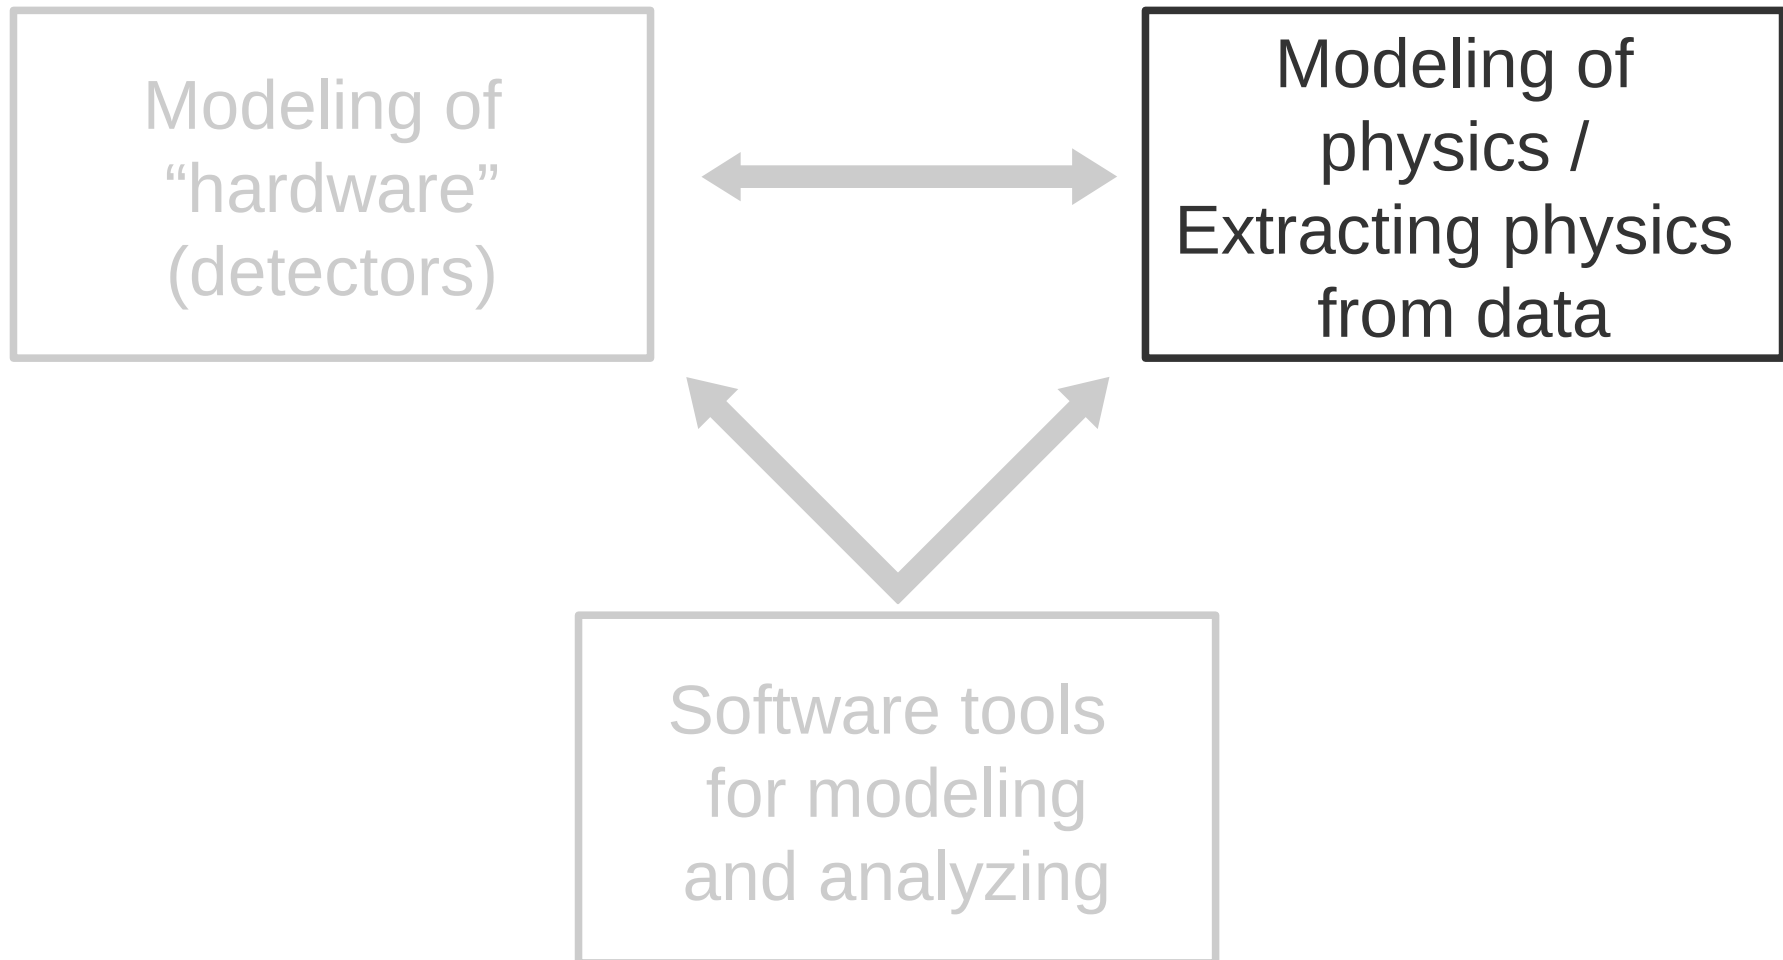 Modeling of
“hardware”
(detectors)
Modeling of
physics /
Extracting physics
from data
Software tools
for modeling
and analyzing